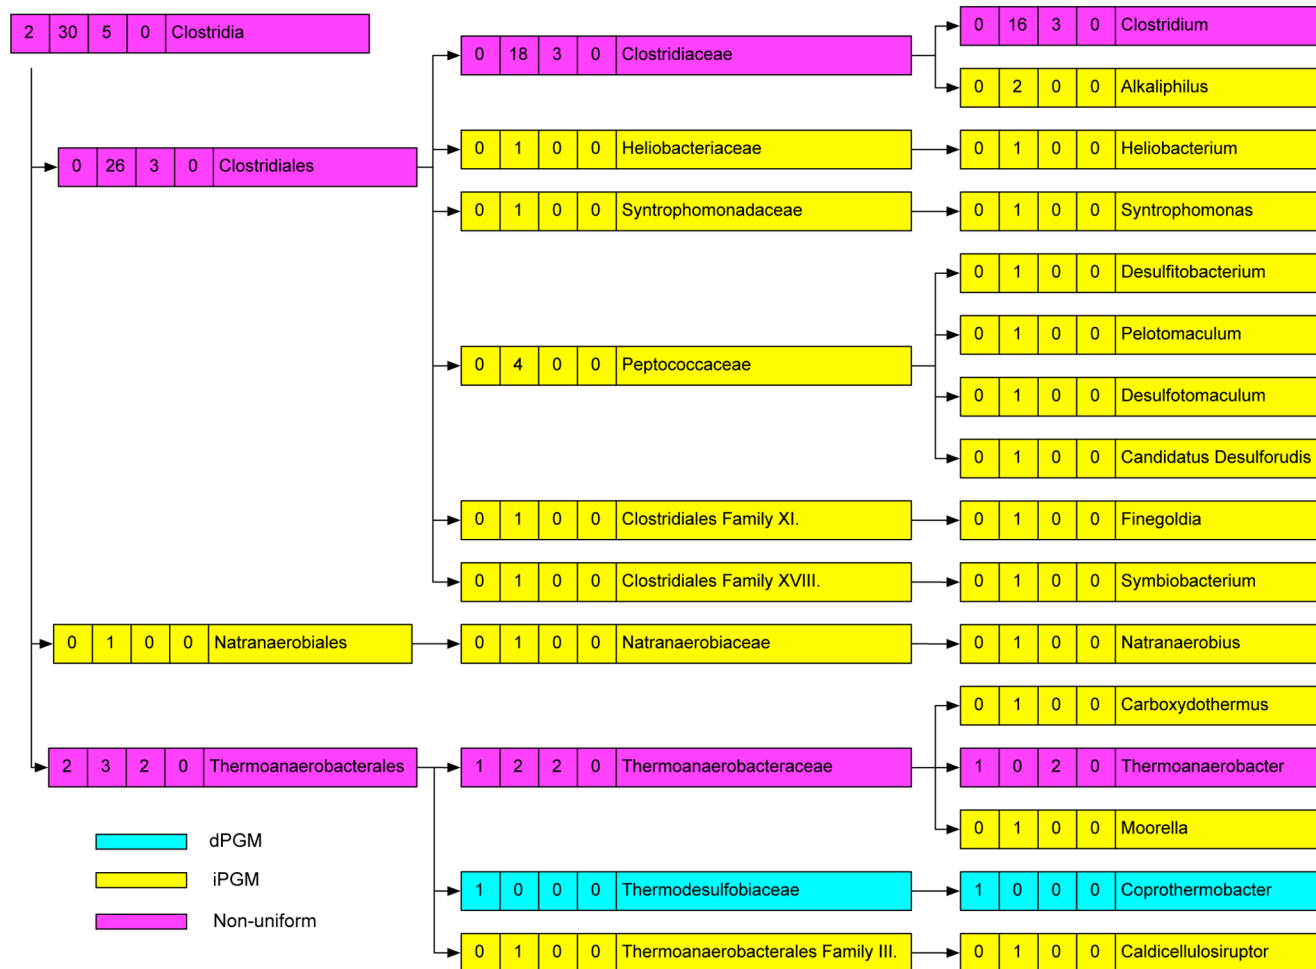 2 30 5 0 Clostridia
0 26 3 0 Clostridiales
0 1 0 0 Natranaerobiales
2 3 2 0 Thermoanaerobacterales
0 18 3 0 Clostridiaceae
0 1 0 0 Heliobacteriaceae
0 1 0 0 Syntrophomonadaceae
0 4 0 0 Peptococcaceae
0 1 0 0 Clostridiales Family XI.
0 1 0 0 Clostridiales Family XVIII.
0 1 0 0 Natranaerobiaceae
1 2 2 0 Thermoanaerobacteraceae
1 0 0 0 Thermodesulfobiaceae
0 1 0 0 Thermoanaerobacterales Family III.
0 16 3 0 Clostridium
0 2 0 0 Alkaliphilus
0 1 0 0 Heliobacterium
0 1 0 0 Syntrophomonas
0 1 0 0 Desulfitobacterium
0 1 0 0 Pelotomaculum
0 1 0 0 Desulfotomaculum
0 1 0 0 Candidatus Desulforudis
0 1 0 0 Finegoldia
0 1 0 0 Symbiobacterium
0 1 0 0 Natranaerobius
0 1 0 0 Carboxydothermus
1 0 2 0 Thermoanaerobacter
0 1 0 0 Moorella
1 0 0 0 Coprothermobacter
0 1 0 0 Caldicellulosiruptor
dPGM
iPGM
Non-uniform